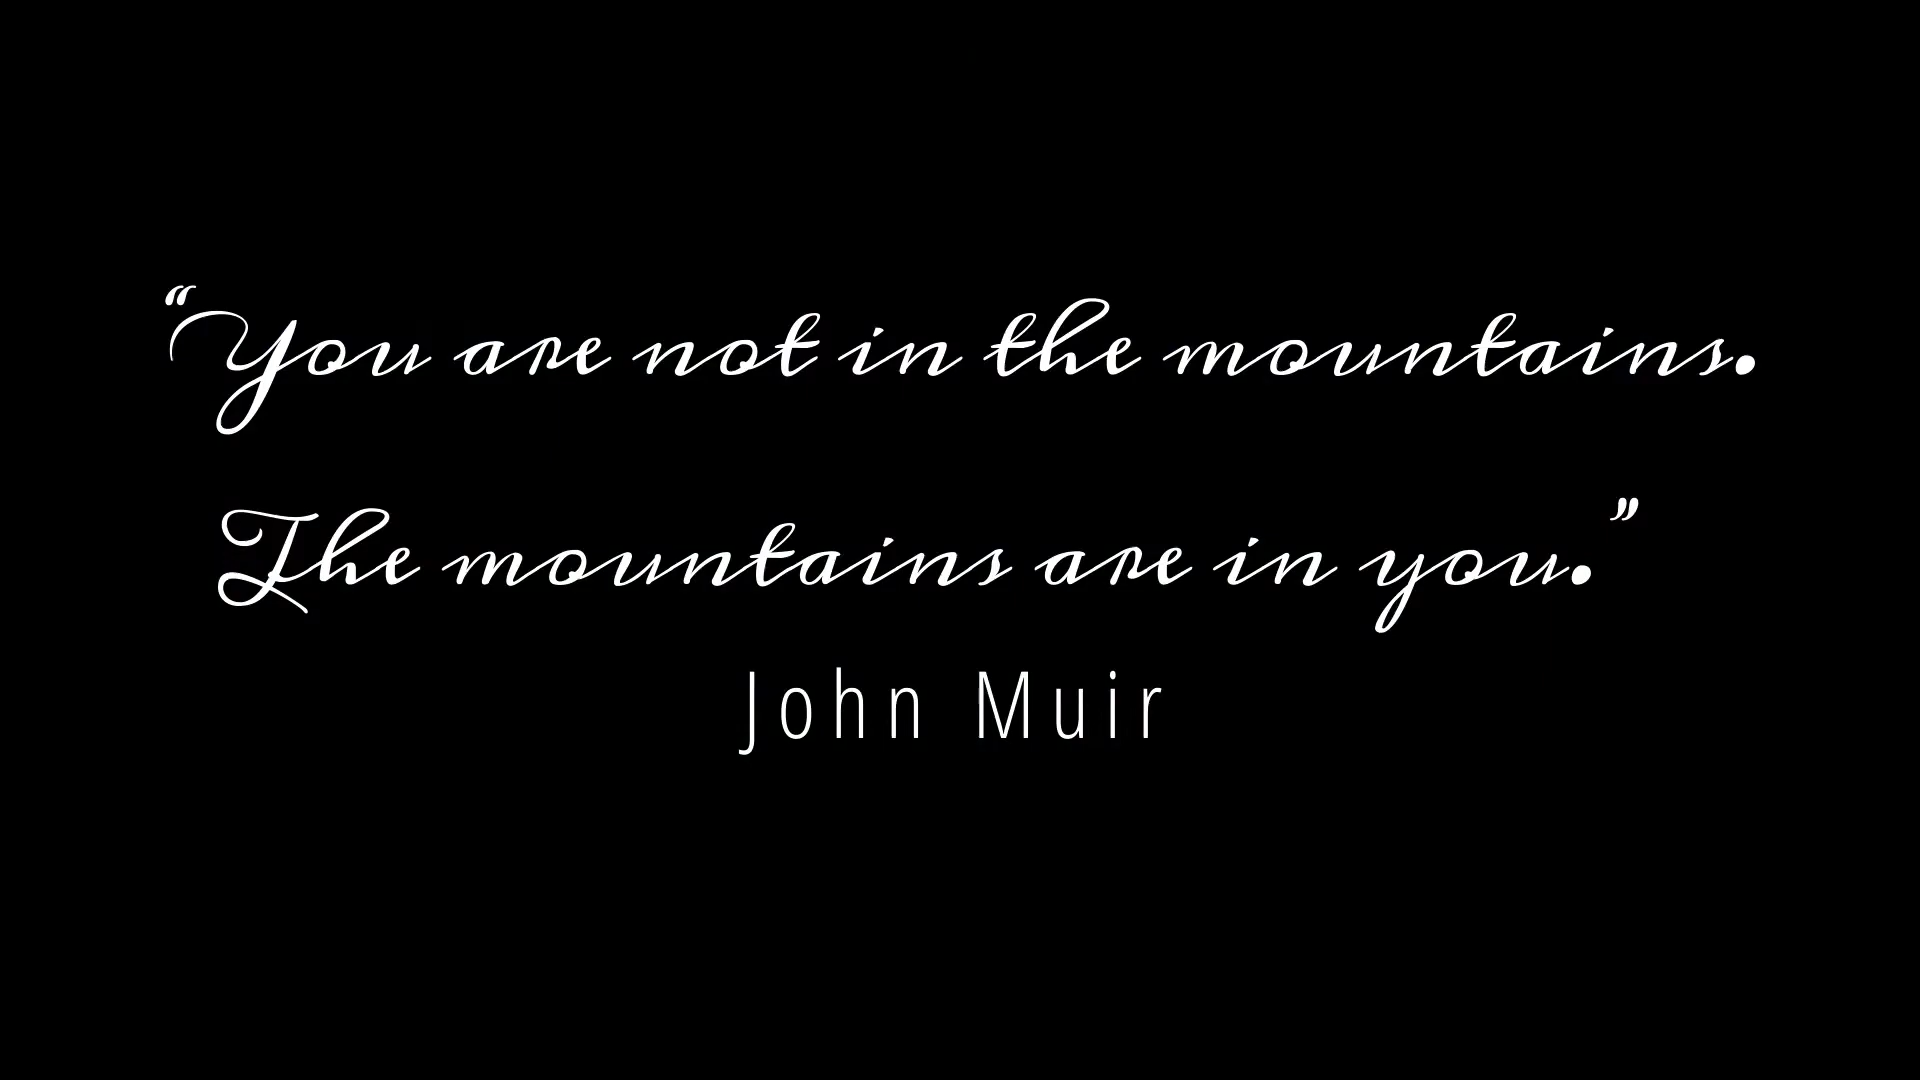 “You are not in the mountains.
The mountains are in you.”
John Muir